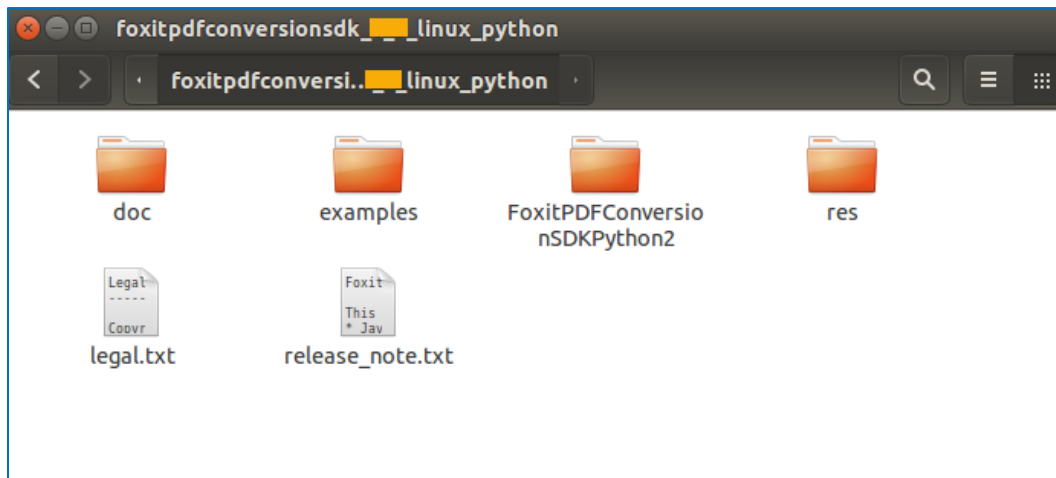 foxitpdfconversionsdk_ _ _linux_python
foxitpdfconversi.._ _linux_python
doc
examples
FoxitPDFConversio
nSDKPython2
res
Legal
-----
Copyr
Foxit
This
* Jav
legal.txt
release_note.txt